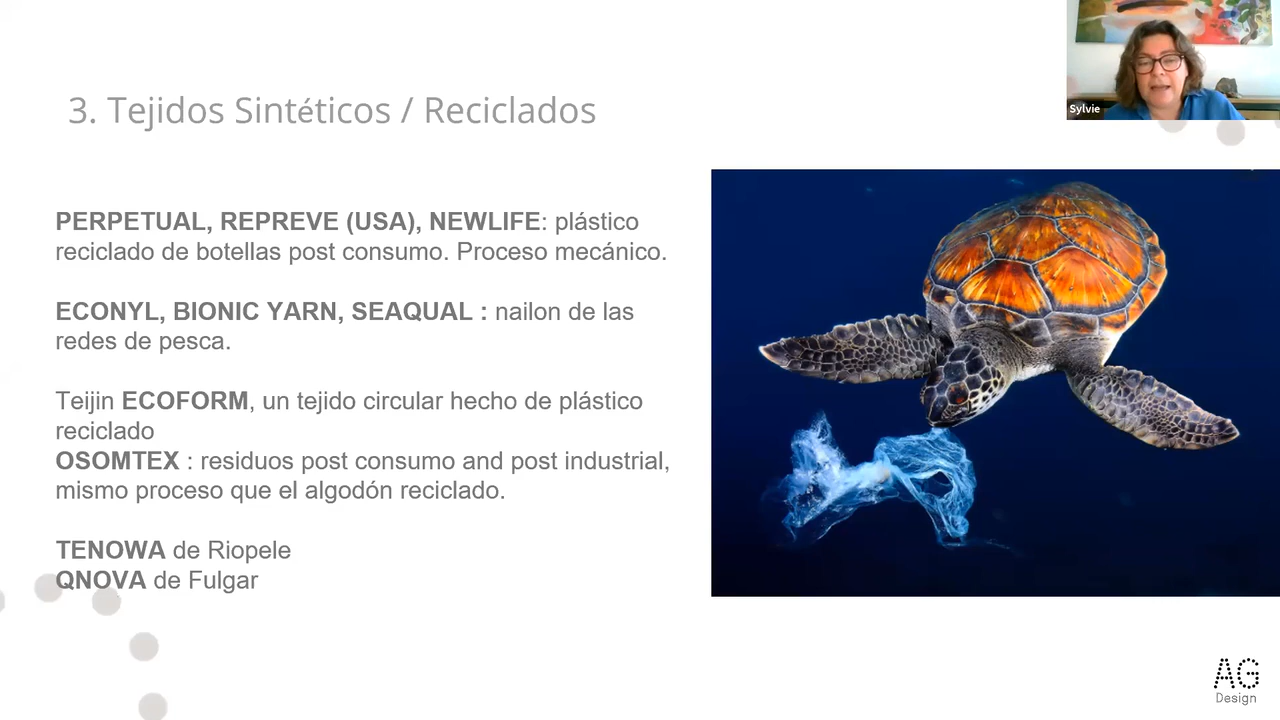 Sylvie
3. Tejidos Sintéticos / Reciclados
PERPETUAL, REPREVE (USA), NEWLIFE: plástico
reciclado de botellas post consumo. Proceso mecánico.
ECONYL, BIONIC YARN, SEAQUAL : nailon de las
redes de pesca.
Teijin ECOFORM, un tejido circular hecho de plástico
reciclado
OSOMTEX : residuos post consumo and post industrial,
mismo proceso que el algodón reciclado.
TENOWA de Riopele
QNOVA de Fulgar
AG
Design